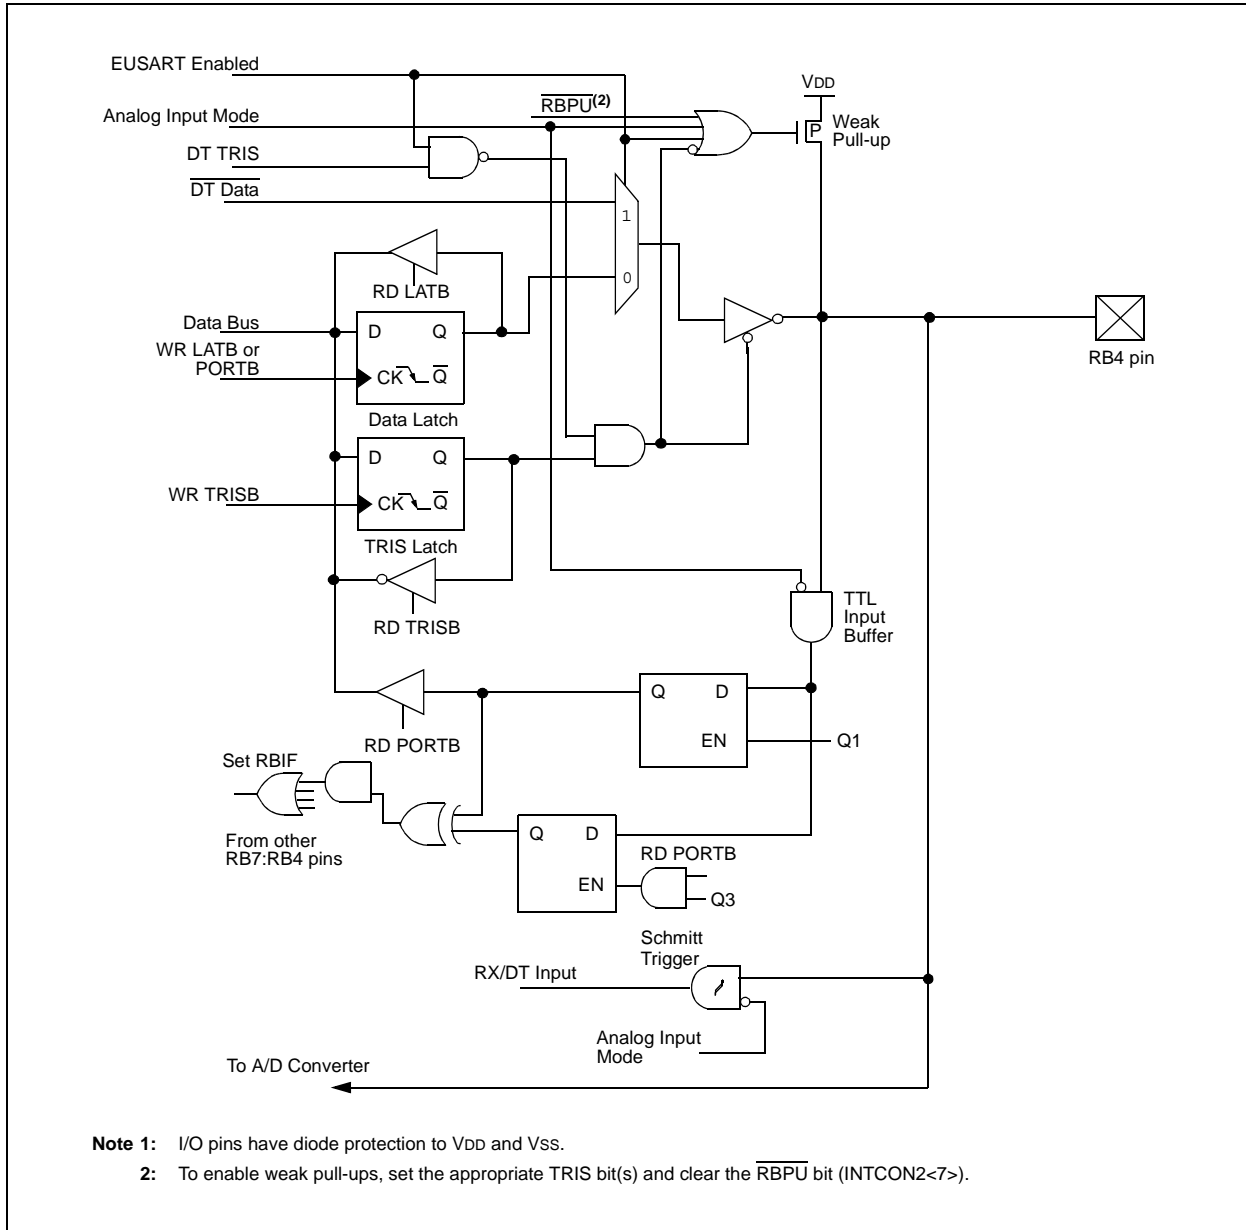 EUSART Enabled
Analog Input Mode
DT TRIS
D̅T̅ ̅D̅a̅t̅a̅
R̅B̅P̅U̅(2)
VDD
P
Weak
Pull-up
1
0
RD LATB
Data Bus
WR LATB or
PORTB
D
Q
CK
Q̅
Data Latch
RB4 pin
D
Q
WR TRISB
CK
Q̅
TRIS Latch
RD TRISB
TTL
Input
Buffer
Q
D
EN
Q1
RD PORTB
Set RBIF
From other
RB7:RB4 pins
Q
D
EN
RD PORTB
Q3
Schmitt
Trigger
RX/DT Input
Analog Input
Mode
To A/D Converter
Note 1: I/O pins have diode protection to VDD and VSS.
2: To enable weak pull-ups, set the appropriate TRIS bit(s) and clear the R̅B̅P̅U̅ bit (INTCON2<7>).